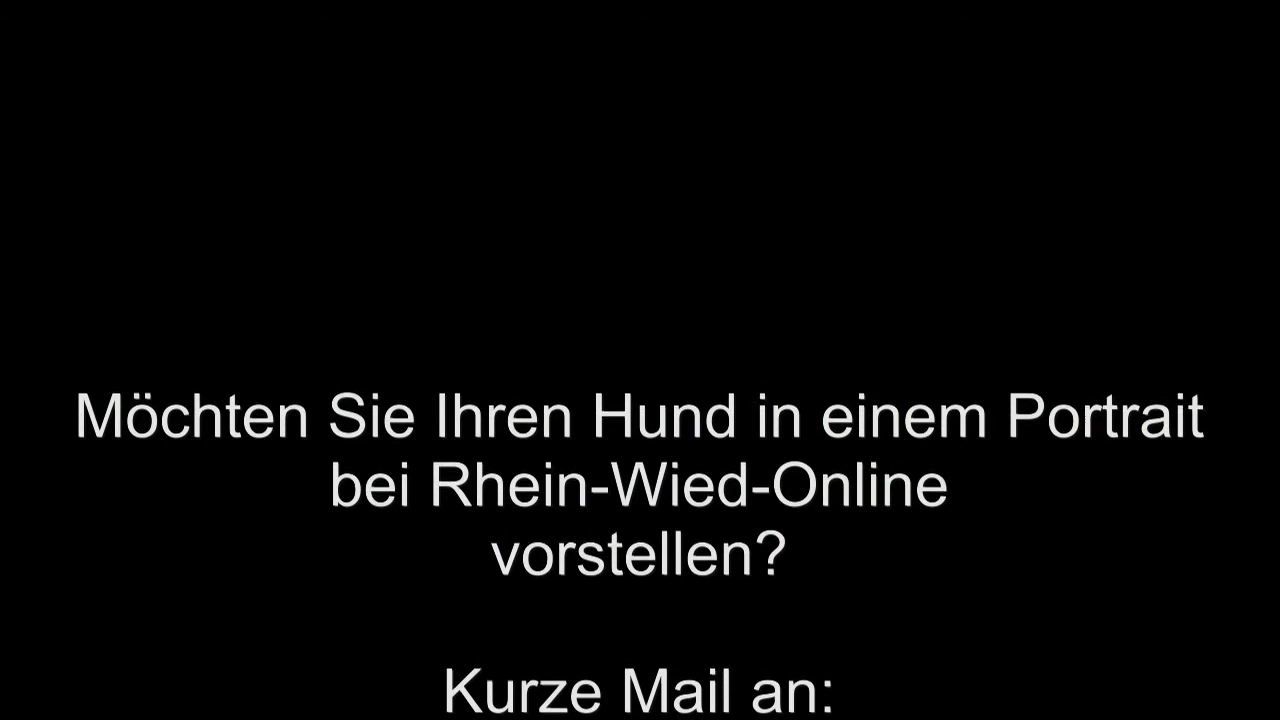 Möchten Sie Ihren Hund in einem Portrait
bei Rhein-Wied-Online
vorstellen?
Kurze Mail an: